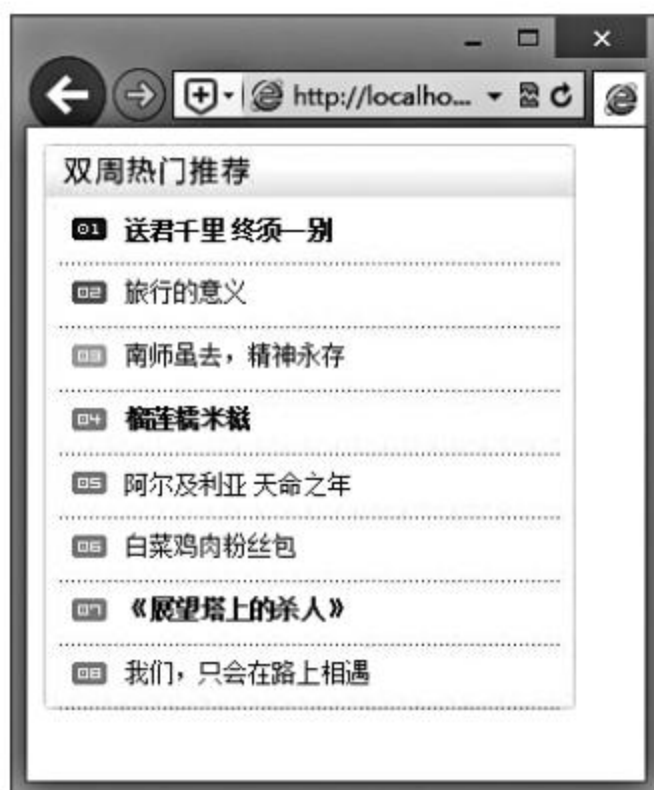 http://localho...
双周热门推荐
01 送君千里 终须一别
02 旅行的意义
03 南师虽去，精神永存
04 榴莲糯米糍
05 阿尔及利亚 天命之年
06 白菜鸡肉粉丝包
07 《展望塔上的杀人》
08 我们，只会在路上相遇